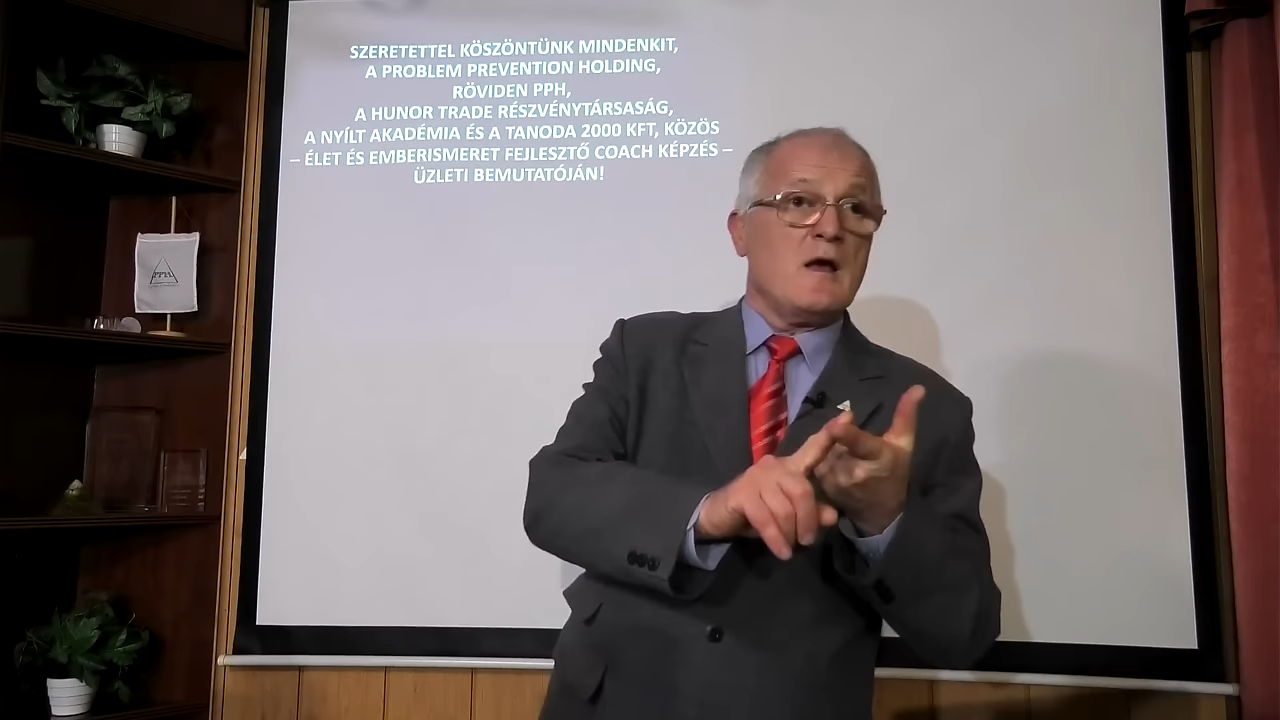 SZERETETTEL KÖSZÖNTÜNK MINDENKIT,
A PROBLEM PREVENTION HOLDING,
RÖVIDEN PPH,
A HUNOR TRADE RÉSZVÉNYTÁRSASÁG,
A NYÍLT AKADÉMIA ÉS A TANODA 2000 KFT, KÖZÖS
– ÉLET ÉS EMBERISMERET FEJLESZTŐ COACH KÉPZÉS –
ÜZLETI BEMUTATÓJÁN!